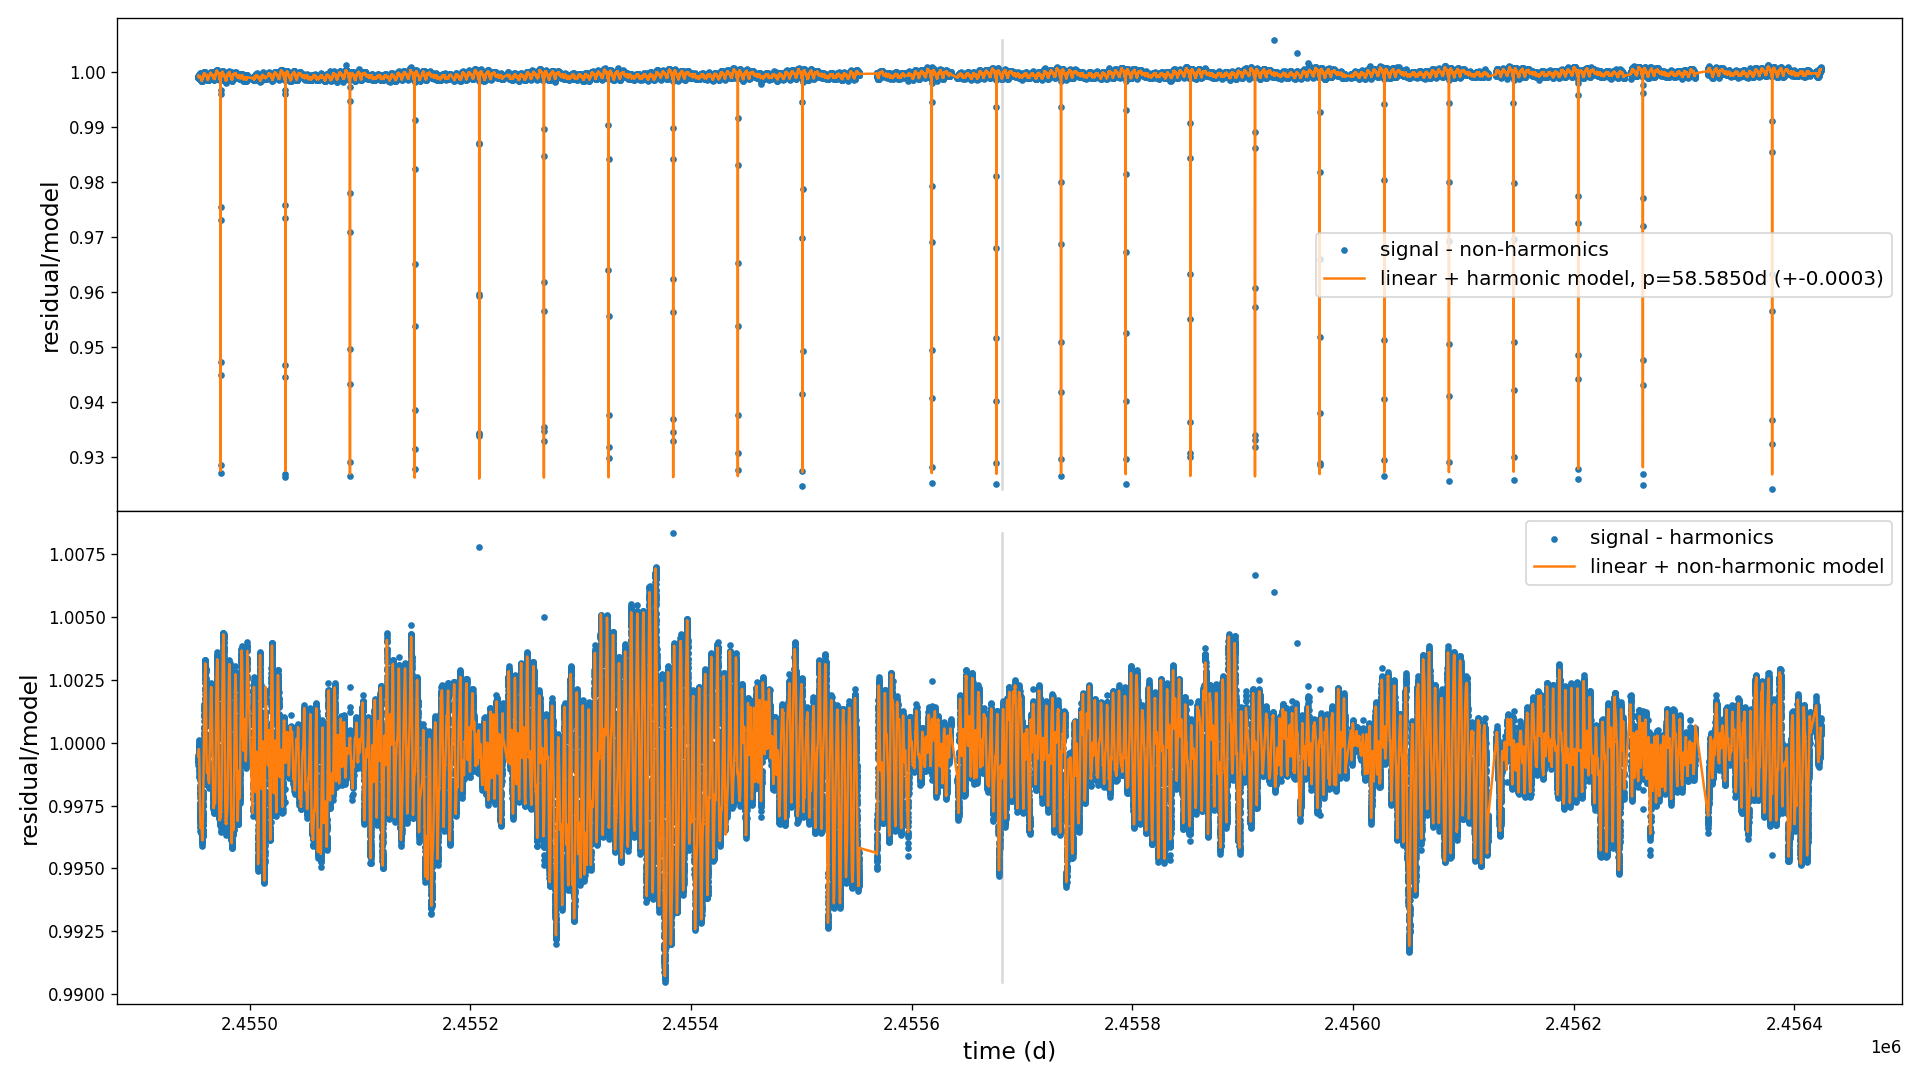 residual/model
1.00
0.99
0.98
0.97
0.96
0.95
0.94
0.93
signal - non-harmonics
linear + harmonic model, p=58.5850d (+-0.0003)
residual/model
1.0075
1.0050
1.0025
1.0000
0.9975
0.9950
0.9925
0.9900
signal - harmonics
linear + non-harmonic model
2.4550 2.4552 2.4554 2.4556 2.4558 2.4560 2.4562 2.4564
time (d)
1e6